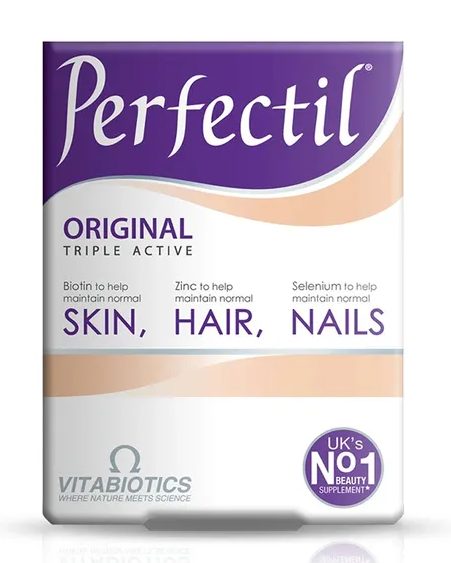 Perfectil®
ORIGINAL
TRIPLE ACTIVE
Biotin to help
maintain normal
SKIN,
Zinc to help
maintain normal
HAIR,
Selenium to help
maintain normal
NAILS
VITABIOTICS
WHERE NATURE MEETS SCIENCE
UK's
No1
BEAUTY
SUPPLEMENT*